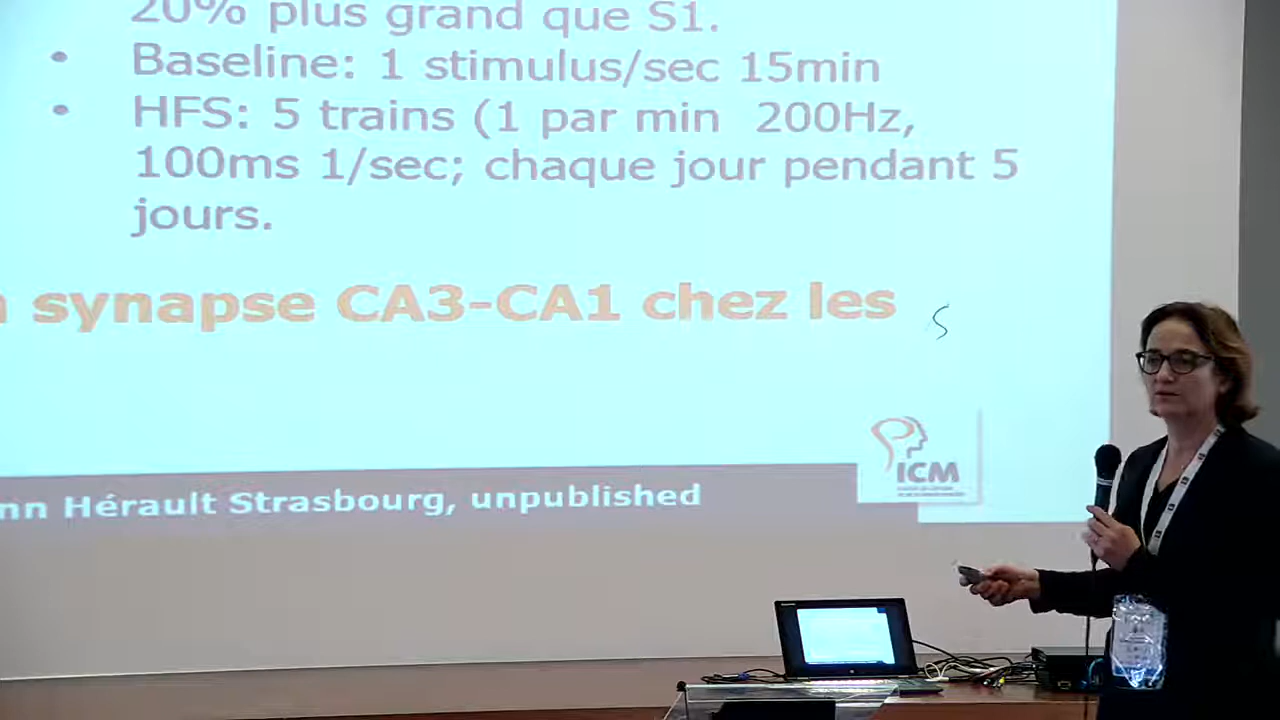 20% plus grand que S1.
• Baseline: 1 stimulus/sec 15min
• HFS: 5 trains (1 par min 200Hz,
100ms 1/sec; chaque jour pendant 5
jours.
synapse CA3-CA1 chez les
ICM
nn Hérault Strasbourg, unpublished